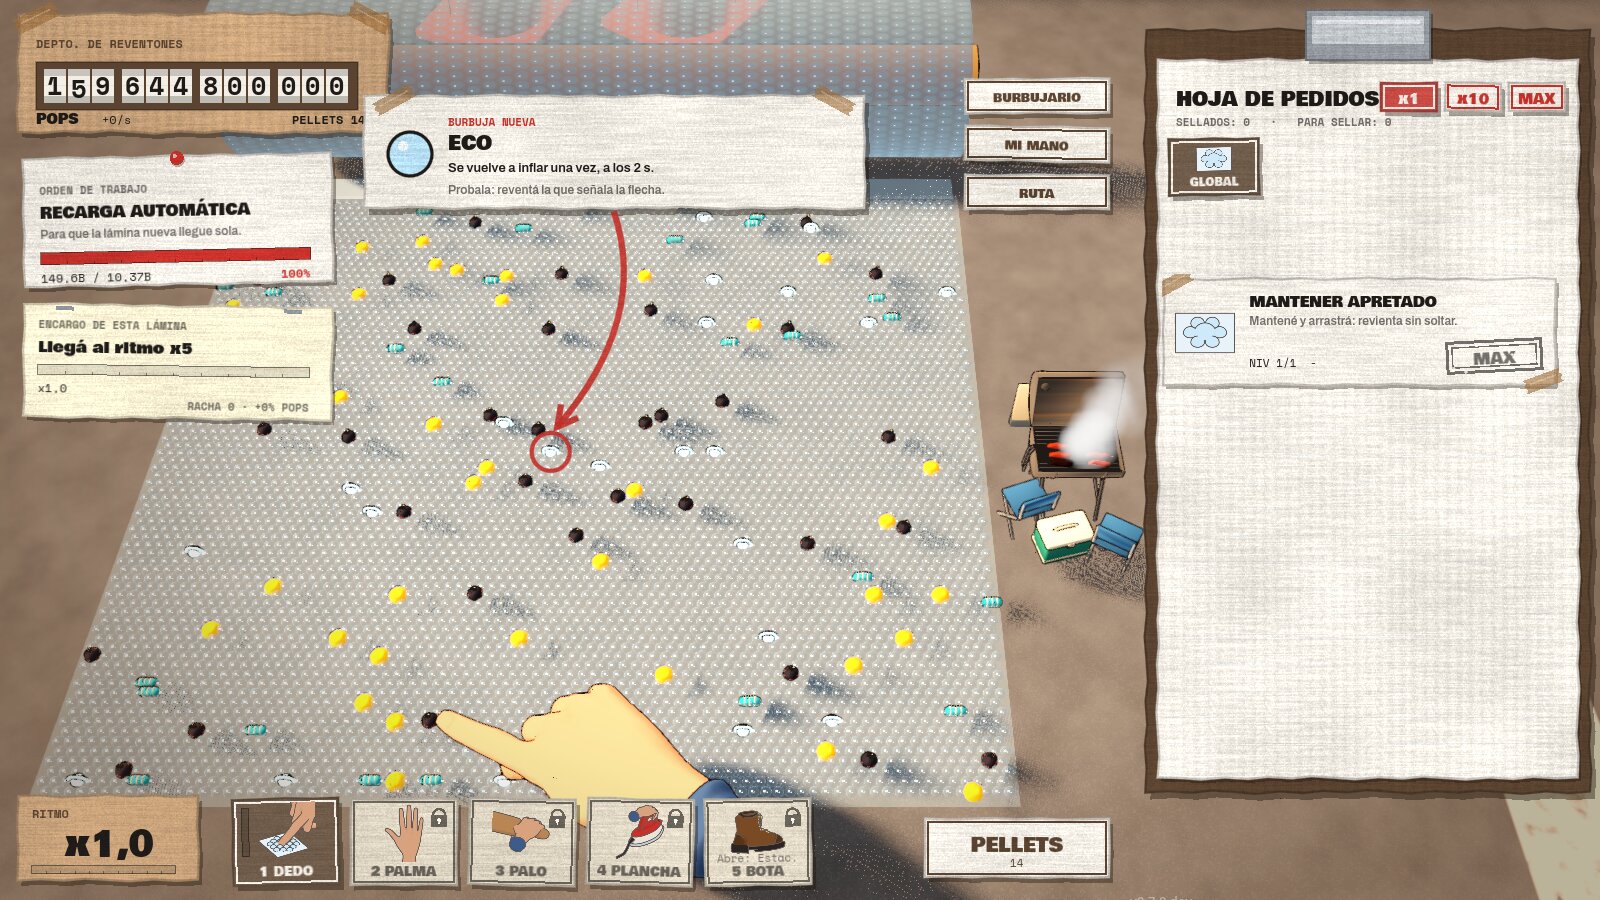 DEPTO. DE REVENTONES
159 644 800 000
POPS +0/s PELLETS 14
ORDEN DE TRABAJO
RECARGA AUTOMÁTICA
Para que la lámina nueva llegue sola.
149.6B / 10.37B 100%
ENCARGO DE ESTA LÁMINA
Llegá al ritmo x5
x1.0
RACHA 0 · +0% POPS
BURBUJA NUEVA
ECO
Se vuelve a inflar una vez, a los 2 s.
Probala: reventá la que señala la flecha.
BURBUJARIO
MI MANO
RUTA
HOJA DE PEDIDOS x1 x10 MAX
SELLADOS: 0 · PARA SELLAR: 0
GLOBAL
MANTENER APRETADO
Mantené y arrastrá: revienta sin soltar.
NIV 1/1 -
MAX
RITMO
x1,0
1 DEDO
2 PALMA
3 PALO
4 PLANCHA
Abre: Estac.
5 BOTA
PELLETS
14